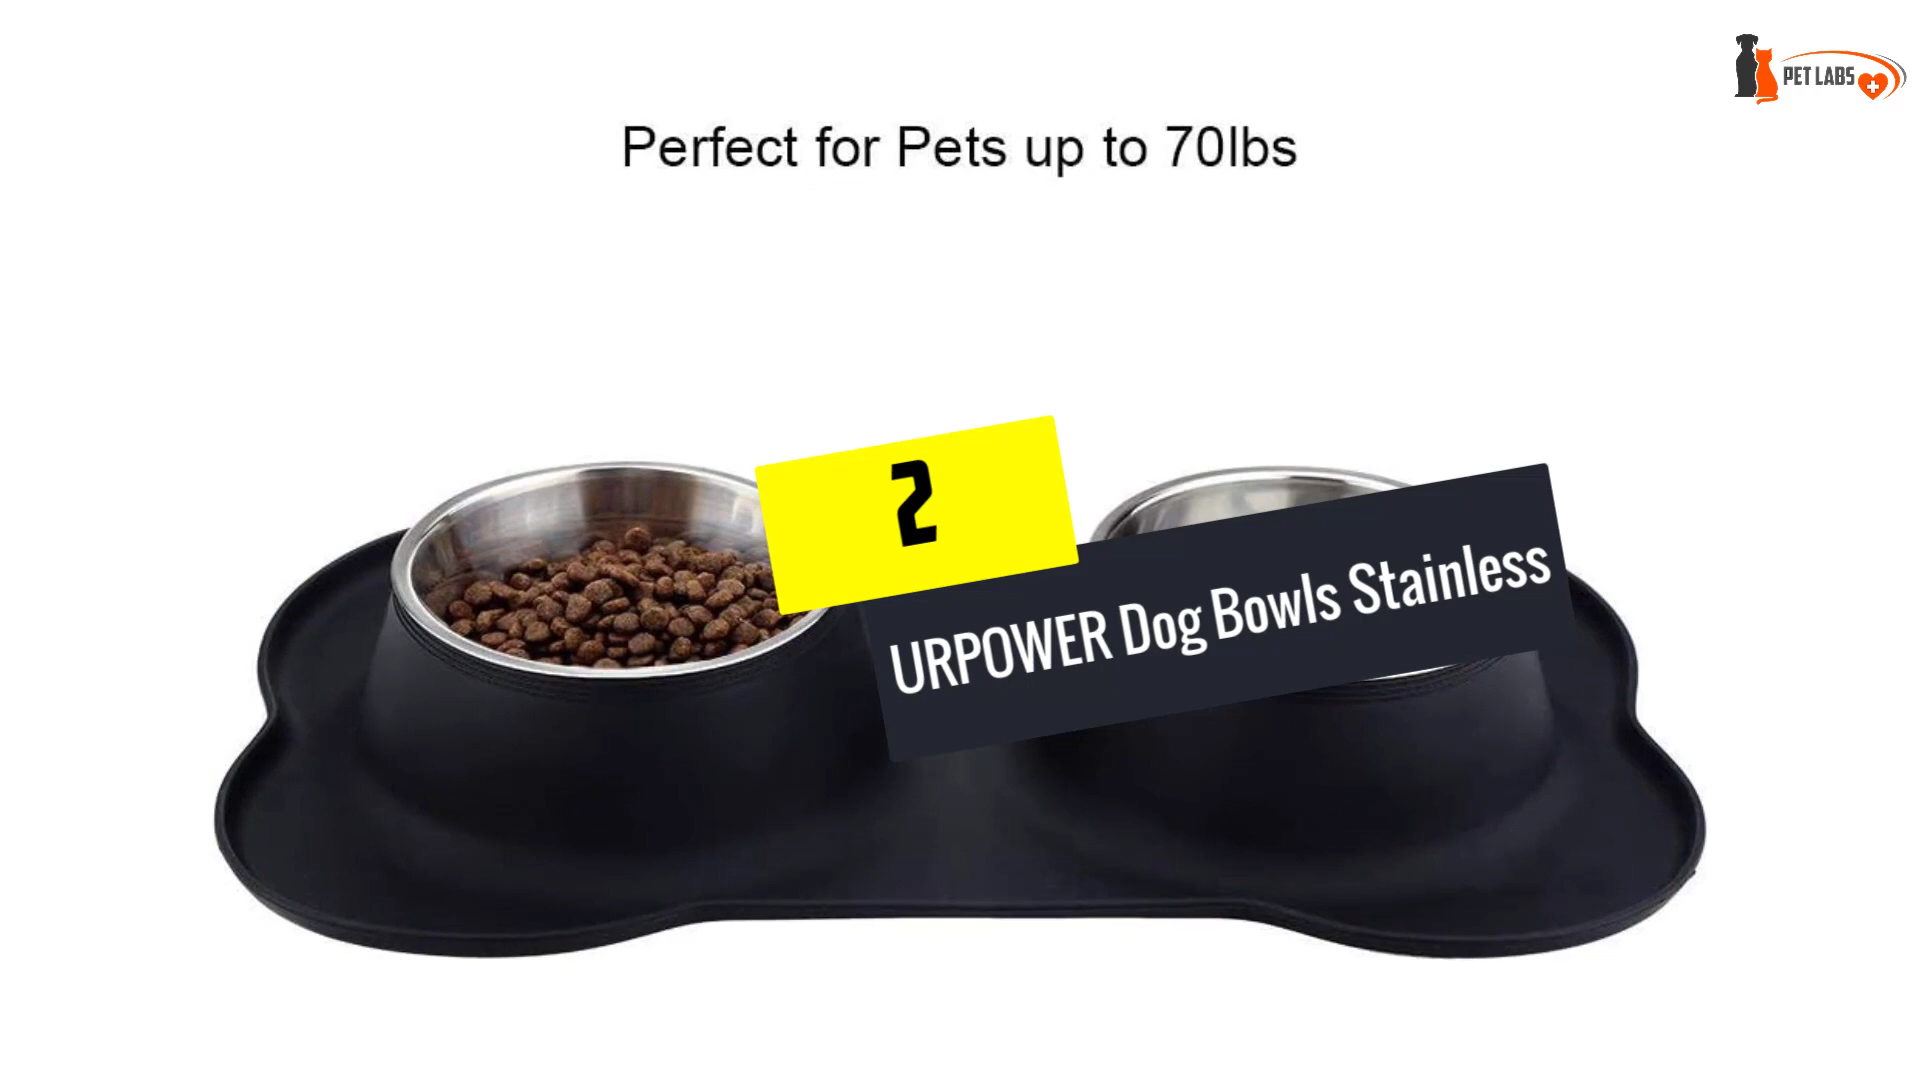 PET LABS
Perfect for Pets up to 70lbs
2
URPOWER Dog Bowls Stainless